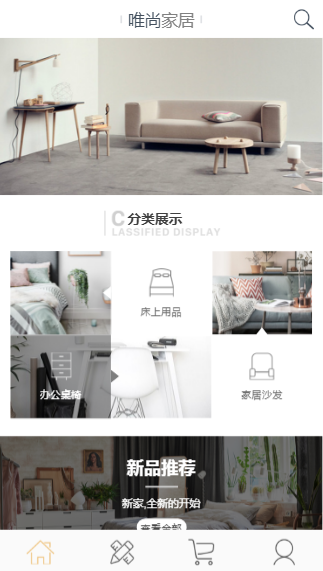 唯尚家居
分类展示
CLASSIFIED DISPLAY
床上用品
办公桌椅
家居沙发
新品推荐
新家,全新的开始
查看全部